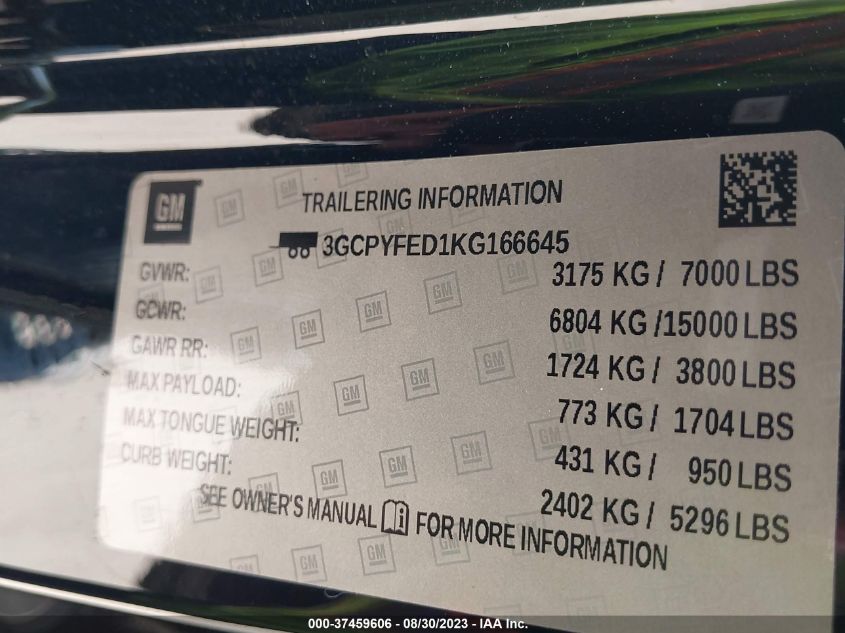 GM
TRAILERING INFORMATION
3GCPYFED1KG166645
GVWR: 3175 KG / 7000 LBS
GCWR: 6804 KG /15000 LBS
GAWR RR: 1724 KG / 3800 LBS
MAX PAYLOAD: 773 KG / 1704 LBS
MAX TONGUE WEIGHT: 431 KG / 950 LBS
CURB WEIGHT: 2402 KG / 5296 LBS
SEE OWNER'S MANUAL FOR MORE INFORMATION
000-37459606 - 08/30/2023 - IAA Inc.